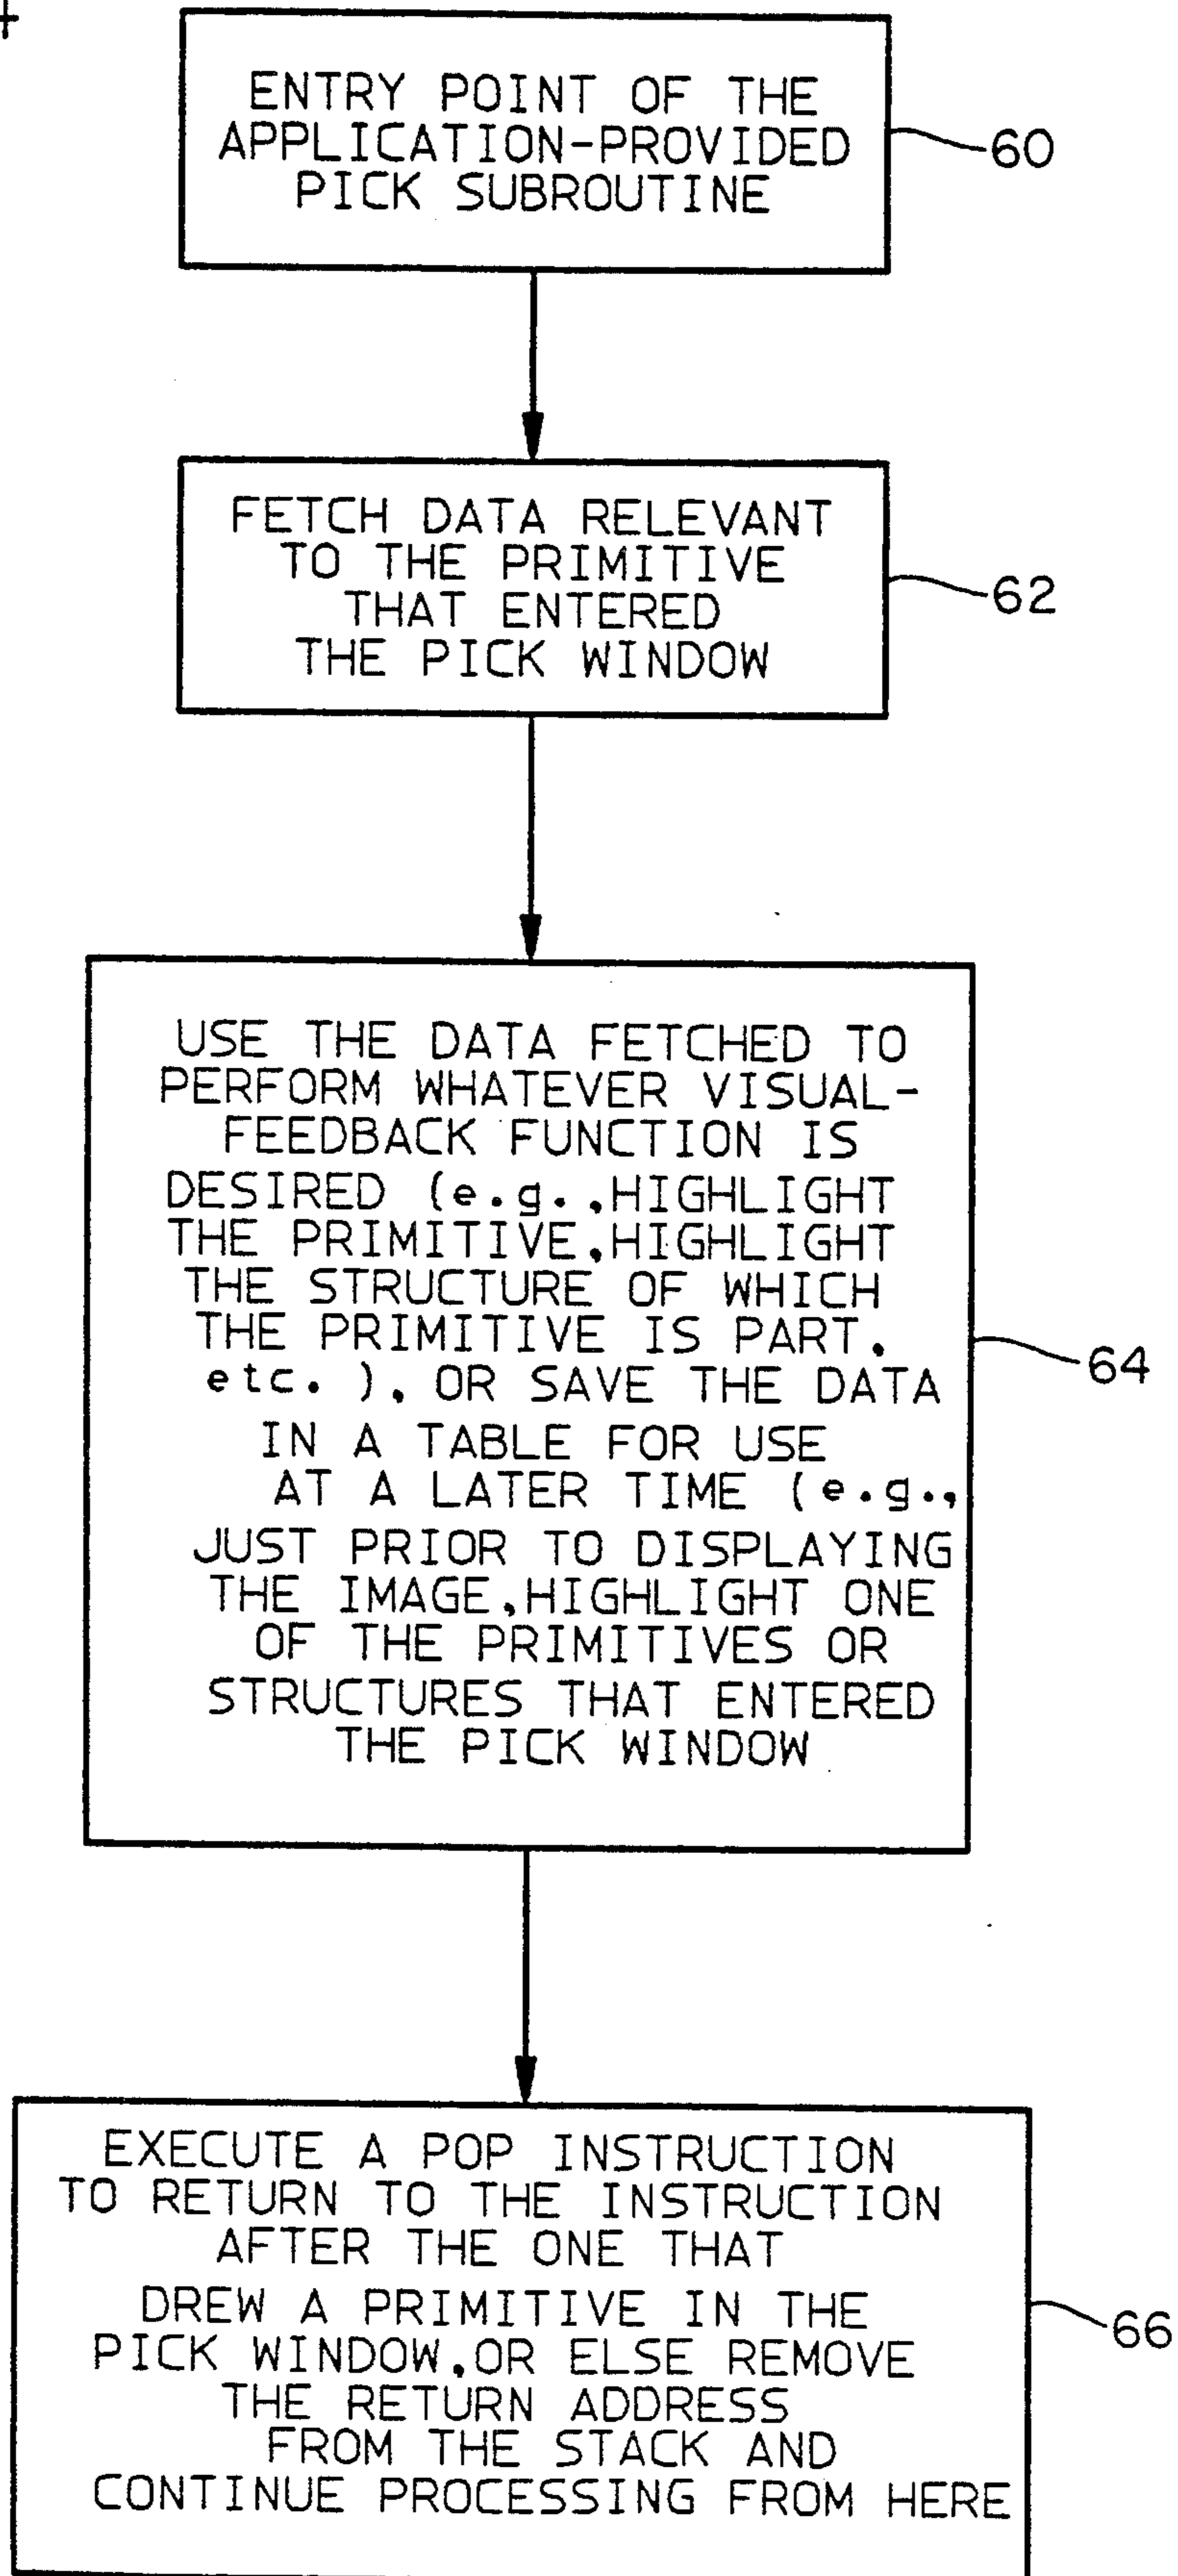 ENTRY POINT OF THE
APPLICATION-PROVIDED
PICK SUBROUTINE
60
FETCH DATA RELEVANT
TO THE PRIMITIVE
THAT ENTERED
THE PICK WINDOW
62
USE THE DATA FETCHED TO
PERFORM WHATEVER VISUAL-
FEEDBACK FUNCTION IS
DESIRED (e.g.,HIGHLIGHT
THE PRIMITIVE,HIGHLIGHT
THE STRUCTURE OF WHICH
THE PRIMITIVE IS PART,
etc. ), OR SAVE THE DATA
IN A TABLE FOR USE
AT A LATER TIME (e.g.,
JUST PRIOR TO DISPLAYING
THE IMAGE,HIGHLIGHT ONE
OF THE PRIMITIVES OR
STRUCTURES THAT ENTERED
THE PICK WINDOW
64
EXECUTE A POP INSTRUCTION
TO RETURN TO THE INSTRUCTION
AFTER THE ONE THAT
DREW A PRIMITIVE IN THE
PICK WINDOW,OR ELSE REMOVE
THE RETURN ADDRESS
FROM THE STACK AND
CONTINUE PROCESSING FROM HERE
66